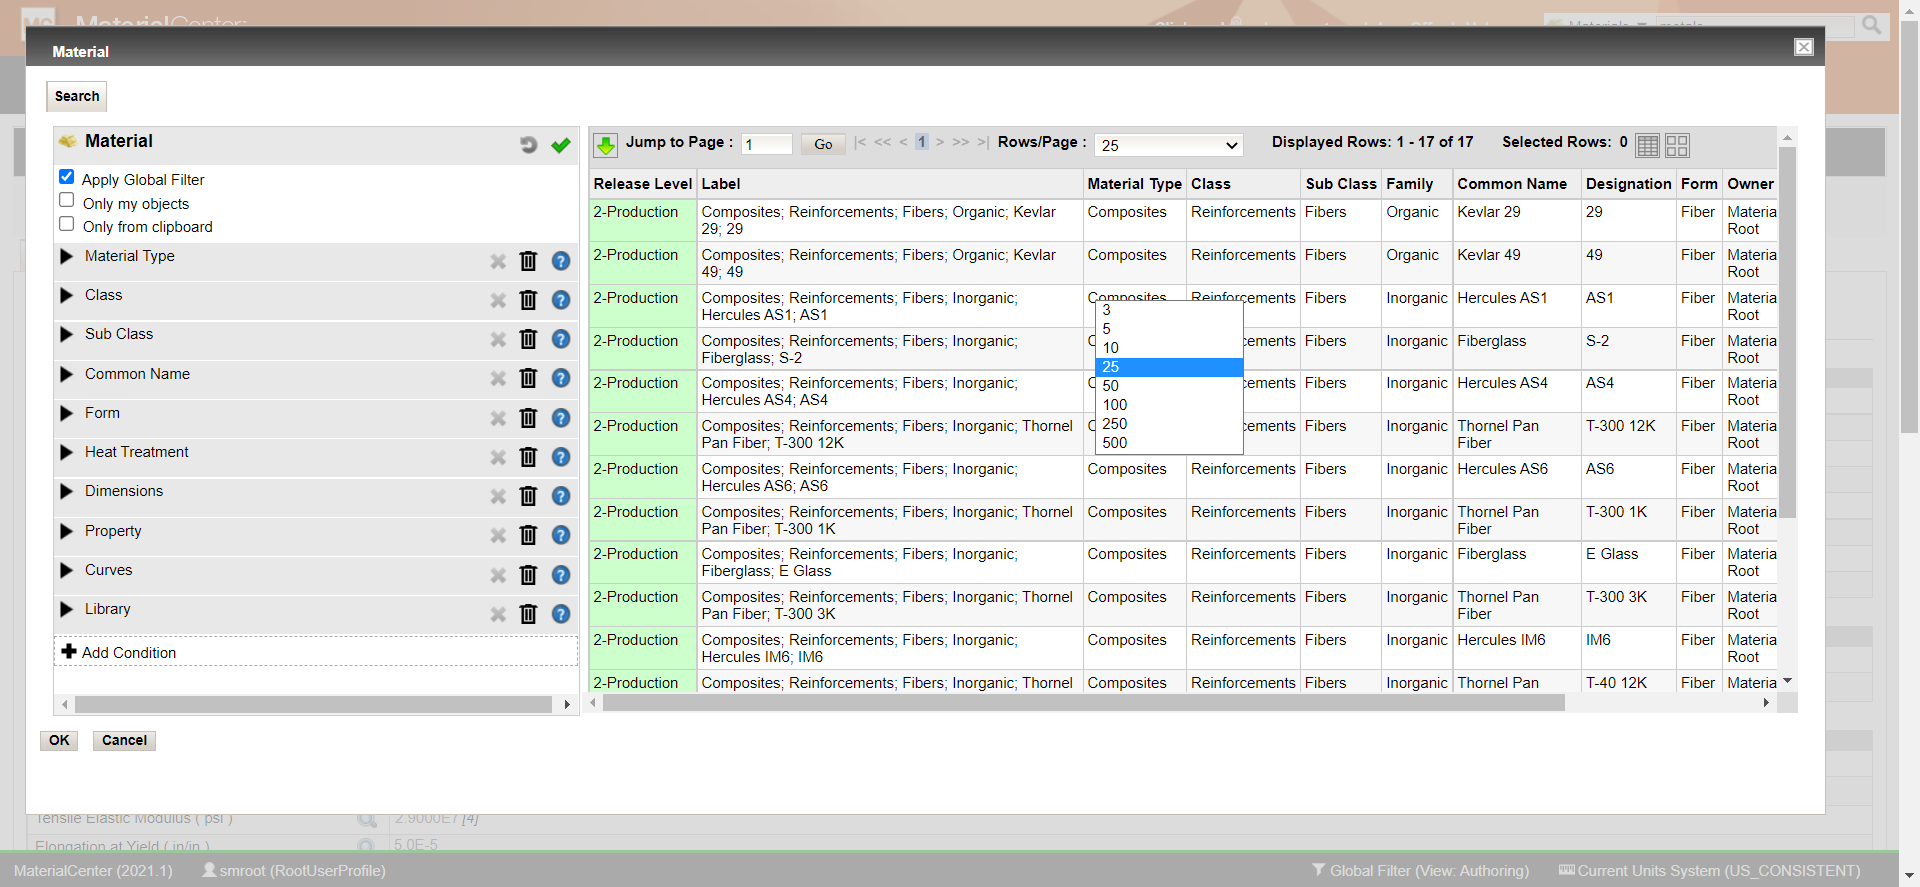 MaterialCenter
Materials
metals
Material
Search
Material
Apply Global Filter
Only my objects
Only from clipboard
Material Type
Class
Sub Class
Common Name
Form
Heat Treatment
Dimensions
Property
Curves
Library
Add Condition
OK Cancel
Jump to Page : 1 Go |< << < 1 > >> >| Rows/Page : 25 Displayed Rows: 1 - 17 of 17 Selected Rows: 0
Release Level Label Material Type Class Sub Class Family Common Name Designation Form Owner
2-Production Composites; Reinforcements; Fibers; Organic; Kevlar Composites Reinforcements Fibers Organic Kevlar 29 29 Fiber Materia
29; 29 Root
2-Production Composites; Reinforcements; Fibers; Organic; Kevlar Composites Reinforcements Fibers Organic Kevlar 49 49 Fiber Materia
49; 49 Root
2-Production Composites; Reinforcements; Fibers; Inorganic; Composites Reinforcements Fibers Inorganic Hercules AS1 AS1 Fiber Materia
Hercules AS1; AS1 Root
2-Production Composites; Reinforcements; Fibers; Inorganic; cements Fibers Inorganic Fiberglass S-2 Fiber Materia
Fiberglass; S-2 Root
2-Production Composites; Reinforcements; Fibers; Inorganic; cements Fibers Inorganic Hercules AS4 AS4 Fiber Materia
Hercules AS4; AS4 Root
2-Production Composites; Reinforcements; Fibers; Inorganic; Thornel cements Fibers Inorganic Thornel Pan T-300 12K Fiber Materia
Pan Fiber; T-300 12K Fiber Root
2-Production Composites; Reinforcements; Fibers; Inorganic; Composites Reinforcements Fibers Inorganic Hercules AS6 AS6 Fiber Materia
Hercules AS6; AS6 Root
2-Production Composites; Reinforcements; Fibers; Inorganic; Thornel Composites Reinforcements Fibers Inorganic Thornel Pan T-300 1K Fiber Materia
Pan Fiber; T-300 1K Fiber Root
2-Production Composites; Reinforcements; Fibers; Inorganic; Composites Reinforcements Fibers Inorganic Fiberglass E Glass Fiber Materia
Fiberglass; E Glass Root
2-Production Composites; Reinforcements; Fibers; Inorganic; Thornel Composites Reinforcements Fibers Inorganic Thornel Pan T-300 3K Fiber Materia
Pan Fiber; T-300 3K Fiber Root
2-Production Composites; Reinforcements; Fibers; Inorganic; Composites Reinforcements Fibers Inorganic Hercules IM6 IM6 Fiber Materia
Hercules IM6; IM6 Root
2-Production Composites; Reinforcements; Fibers; Inorganic; Thornel Composites Reinforcements Fibers Inorganic Thornel Pan T-40 12K Fiber Materia
3
5
10
25
50
100
250
500
Tensile Elastic Modulus ( psi ) 2.9000E7 [4]
Elongation at Yield ( in/in ) 5.0E-5
MaterialCenter (2021.1) smroot (RootUserProfile) Global Filter (View: Authoring) Current Units System (US_CONSISTENT)